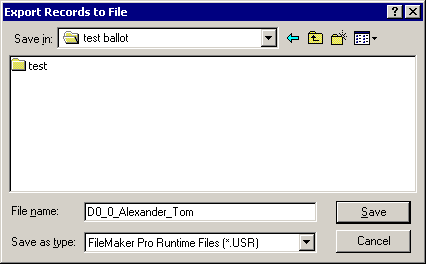 Export Records to File
Save in: test ballot
test
File name: D0_0_Alexander_Tom
Save
Save as type: FileMaker Pro Runtime Files (*.USR)
Cancel